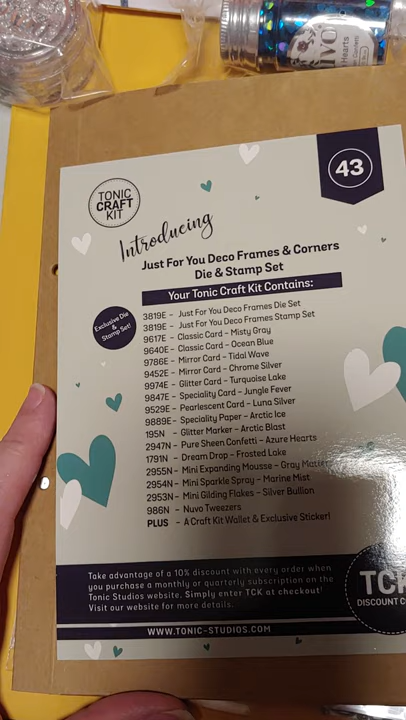 NUVO
Hearts
43
TONIC
CRAFT
KIT
Introducing
Just For You Deco Frames & Corners
Die & Stamp Set
Your Tonic Craft Kit Contains:
Exclusive Die
&
Stamp Set!
3819E - Just For You Deco Frames Die Set
3819E - Just For You Deco Frames Stamp Set
9617E - Classic Card - Misty Gray
9640E - Classic Card - Ocean Blue
9786E - Mirror Card - Tidal Wave
9452E - Mirror Card - Chrome Silver
9974E - Glitter Card - Turquoise Lake
9847E - Speciality Card - Jungle Fever
9529E - Pearlescent Card - Luna Silver
9889E - Speciality Paper - Arctic Ice
195N - Glitter Marker - Arctic Blast
2947N - Pure Sheen Confetti - Azure Hearts
1791N - Dream Drop - Frosted Lake
2955N - Mini Expanding Mousse - Gray
2954N - Mini Sparkle Spray - Marine Mist
2953N - Mini Gilding Flakes - Silver Bullion
986N - Nuvo Tweezers
PLUS - A Craft Kit Wallet & Exclusive Sticker!
Take advantage of a 10% discount with every order when
you purchase a monthly or quarterly subscription on the
Tonic Studios website. Simply enter TCK at checkout!
Visit our website for more details.
TCK
DISCOUNT
WWW.TONIC-STUDIOS.COM